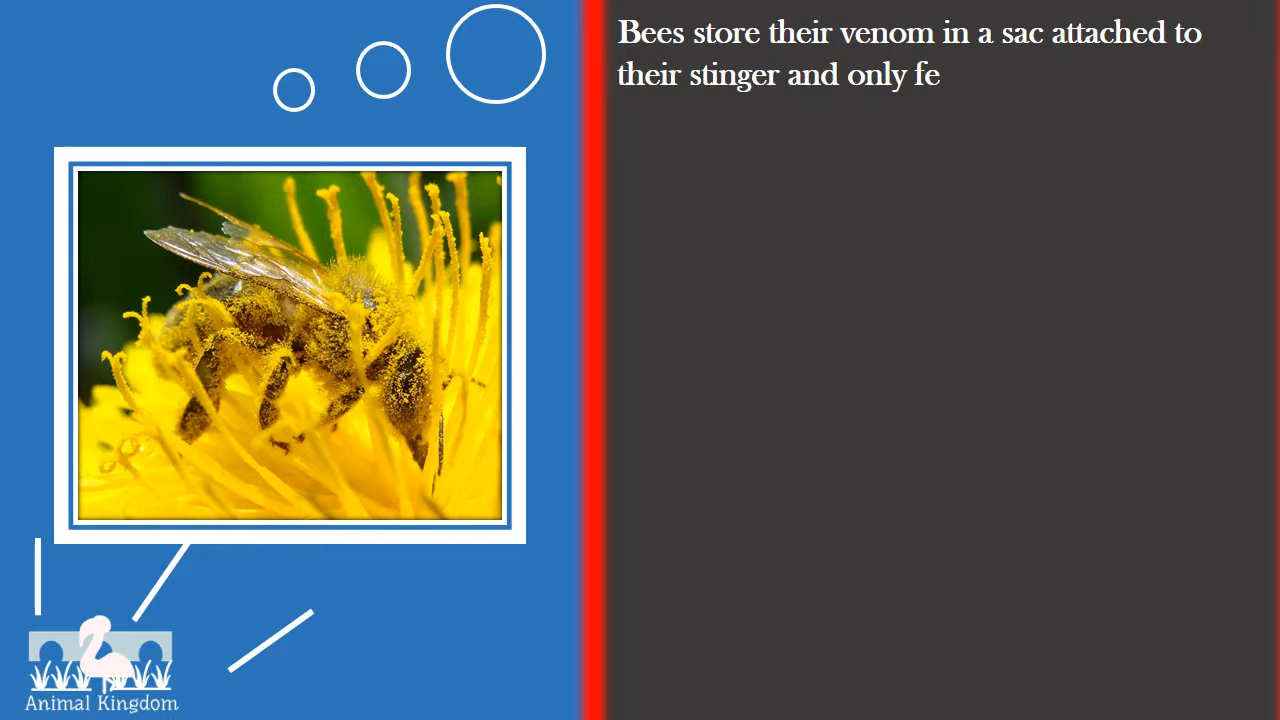 Bees store their venom in a sac attached to
their stinger and only fe
Animal Kingdom